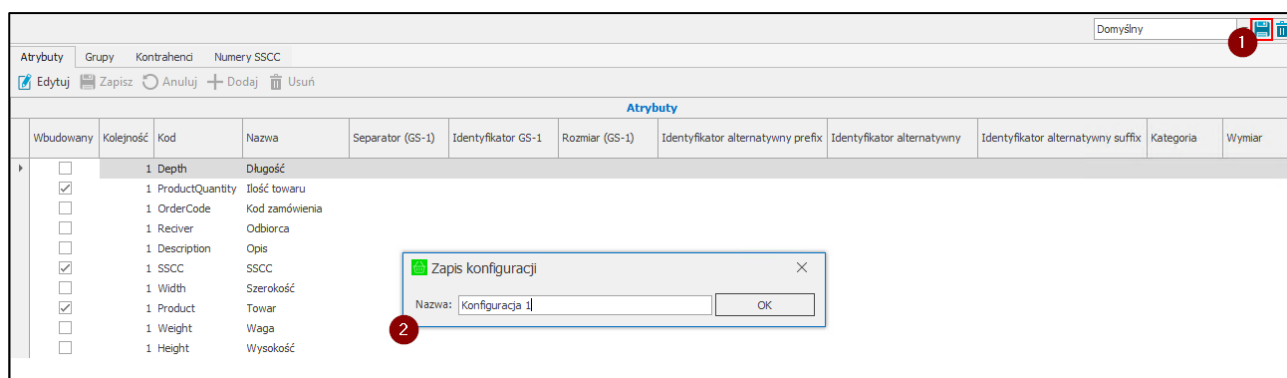 Domyślny
1
Atrybuty Grupy Kontrahenci Numery SSCC
Edytuj Zapisz Anuluj Dodaj Usuń
Atrybuty
Wbudowany Kolejność Kod Nazwa Separator (GS-1) Identyfikator GS-1 Rozmiar (GS-1) Identyfikator alternatywny prefix Identyfikator alternatywny Identyfikator alternatywny suffix Kategoria Wymiar
1 Depth Długość
1 ProductQuantity Ilość towaru
1 OrderCode Kod zamówienia
1 Reciver Odbiorca
1 Description Opis
1 SSCC SSCC
1 Width Szerokość
1 Product Towar
1 Weight Waga
1 Height Wysokość
Zapis konfiguracji
Nazwa: Konfiguracja 1 OK
2